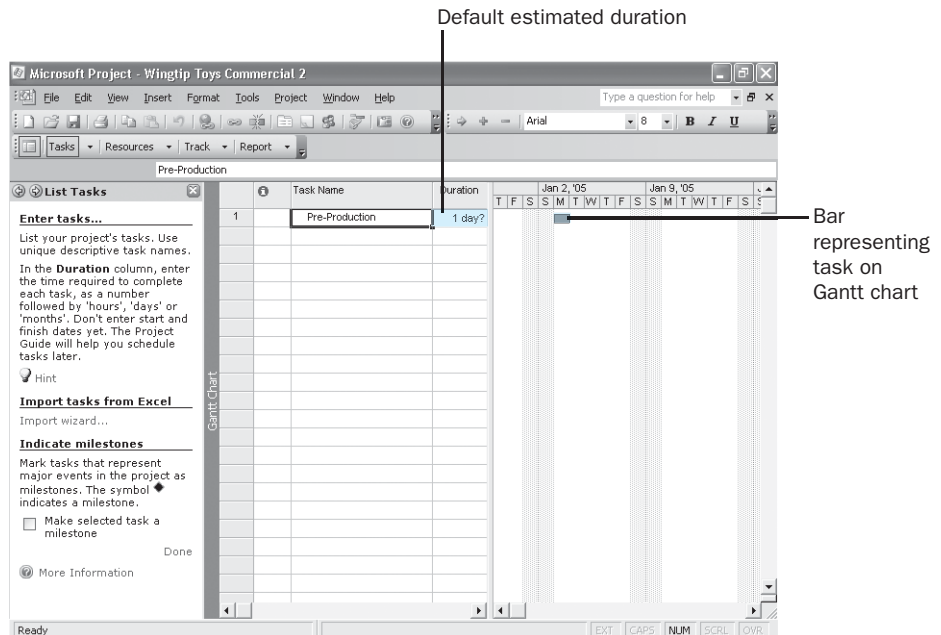 Default estimated duration
Microsoft Project - Wingtip Toys Commercial 2
File Edit View Insert Format Tools Project Window Help
Type a question for help
Arial 8 B I U
Tasks Resources Track Report
Pre-Production
List Tasks
Enter tasks...
List your project's tasks. Use
unique descriptive task names.
In the Duration column, enter
the time required to complete
each task, as a number
followed by 'hours', 'days' or
'months'. Don't enter start and
finish dates yet. The Project
Guide will help you schedule
tasks later.
Hint
Import tasks from Excel
Import wizard...
Indicate milestones
Mark tasks that represent
major events in the project as
milestones. The symbol ◆
indicates a milestone.
Make selected task a
milestone
Done
More Information
Gantt Chart
Task Name Duration
1 Pre-Production 1 day?
Jan 2, '05 Jan 9, '05
T F S S M T W T F S S M T W T F S S
Bar
representing
task on
Gantt chart
Ready
EXT CAPS NUM SCRL OVR